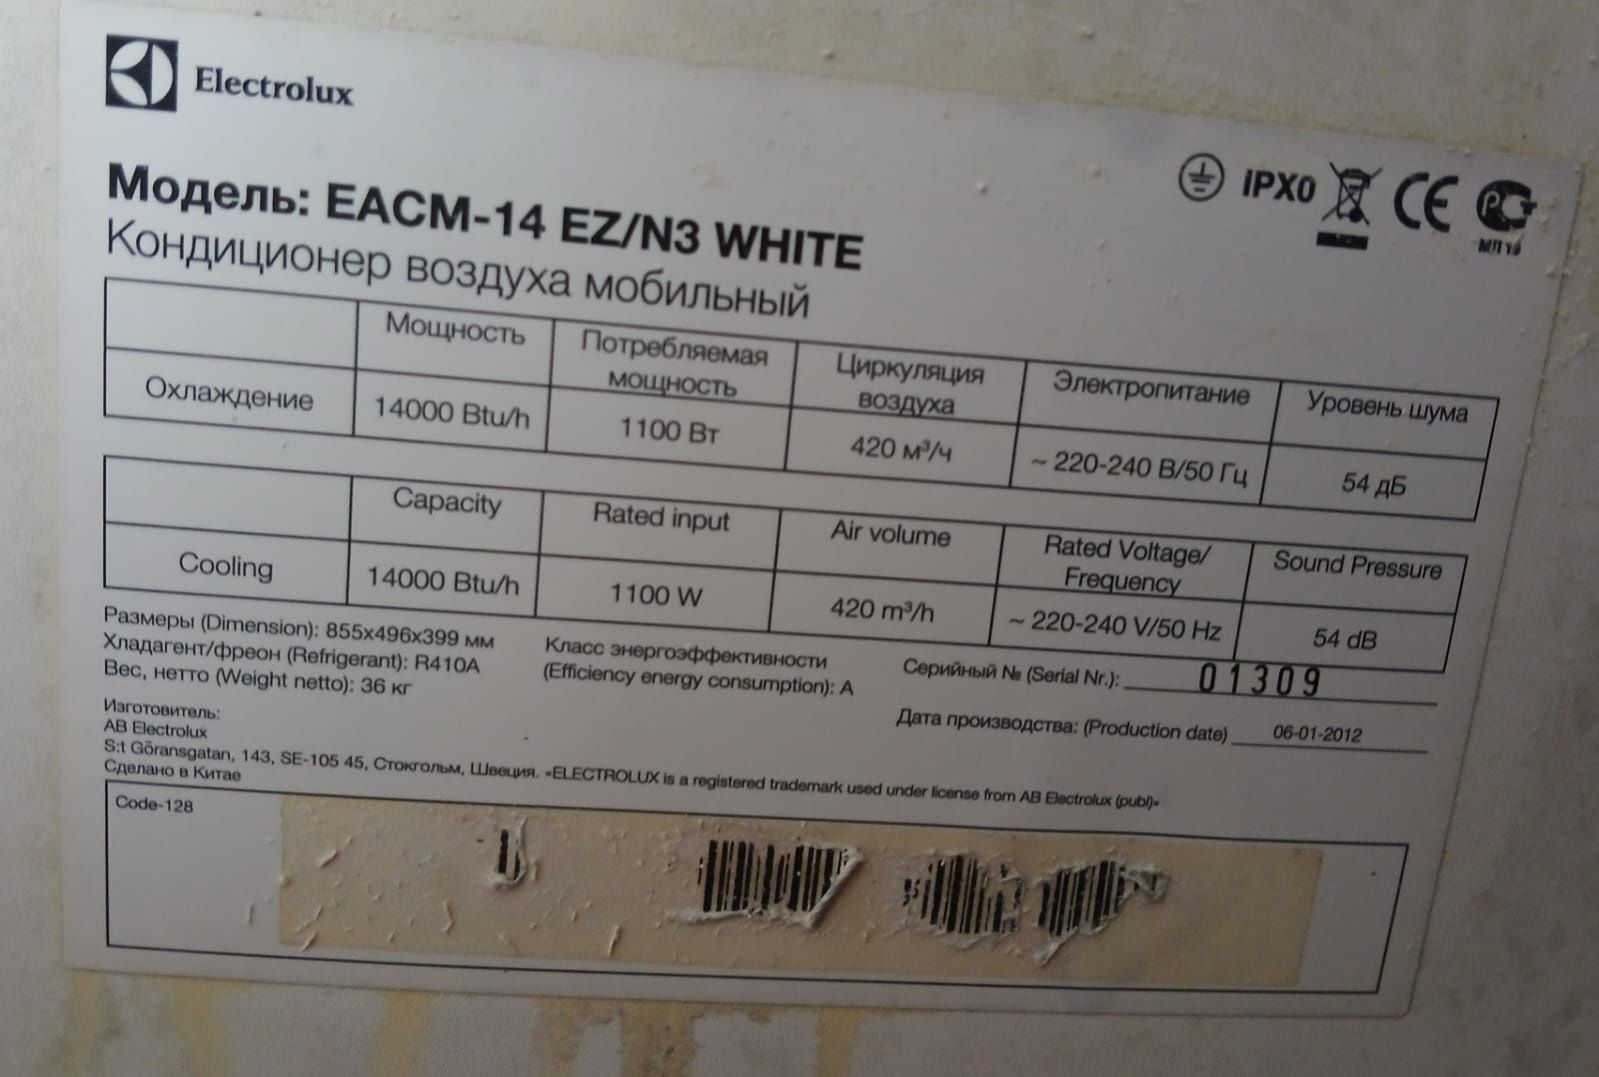 Electrolux
IPX0
CE
Модель: EACM-14 EZ/N3 WHITE
Кондиционер воздуха мобильный
Мощность Потребляемая мощность Циркуляция воздуха Электропитание Уровень шума
Охлаждение 14000 Btu/h 1100 Вт 420 м³/ч ~ 220-240 В/50 Гц 54 дБ
Capacity Rated input Air volume Rated Voltage/ Frequency Sound Pressure
Cooling 14000 Btu/h 1100 W 420 m³/h ~ 220-240 V/50 Hz 54 dB
Размеры (Dimension): 855x496x399 мм
Хладагент/фреон (Refrigerant): R410A
Вес, нетто (Weight netto): 36 кг
Класс энергоэффективности
(Efficiency energy consumption): A
Серийный № (Serial Nr.): 01309
Дата производства: (Production date) 06-01-2012
Изготовитель:
AB Electrolux
S:t Göransgatan, 143, SE-105 45, Стокгольм, Швеция. «ELECTROLUX is a registered trademark used under license from AB Electrolux (publ)»
Сделано в Китае
Code-128